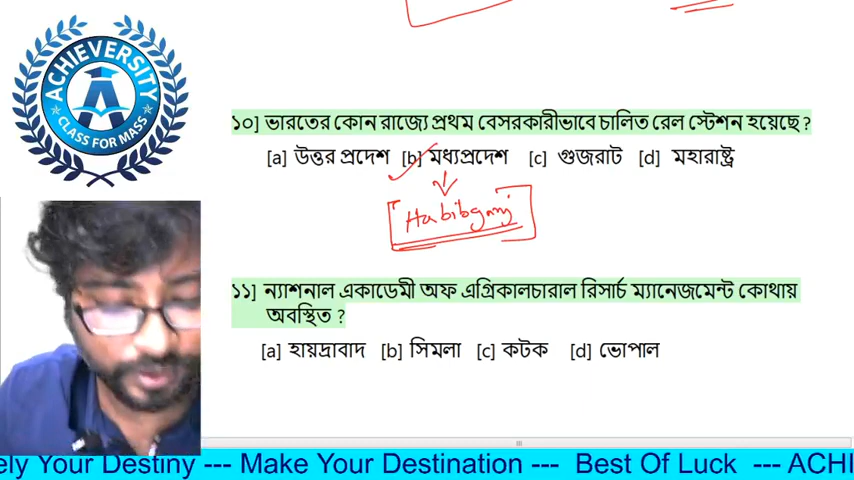 ACHIEVERSITY
A
CLASS FOR MASS
১০] ভারতের কোন রাজ্যে প্রথম বেসরকারীভাবে চালিত রেল স্টেশন হয়েছে ?
[a] উত্তর প্রদেশ [b] মধ্যপ্রদেশ [c] গুজরাট [d] মহারাষ্ট্র
Habibganj
১১] ন্যাশনাল একাডেমী অফ এগ্রিকালচারাল রিসার্চ ম্যানেজমেন্ট কোথায়
অবস্থিত ?
[a] হায়দ্রাবাদ [b] সিমলা [c] কটক [d] ভোপাল
ely Your Destiny --- Make Your Destination --- Best Of Luck --- ACHI